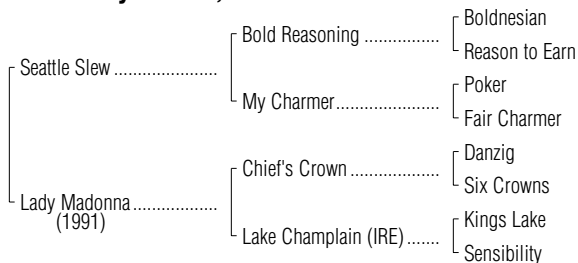 Boldnesian
Bold Reasoning ................
Reason to Earn
Seattle Slew ......................
Poker
My Charmer......................
Fair Charmer
Danzig
Chief's Crown ...................
Six Crowns
Lady Madonna..................
(1991)
Kings Lake
Lake Champlain (IRE).......
Sensibility